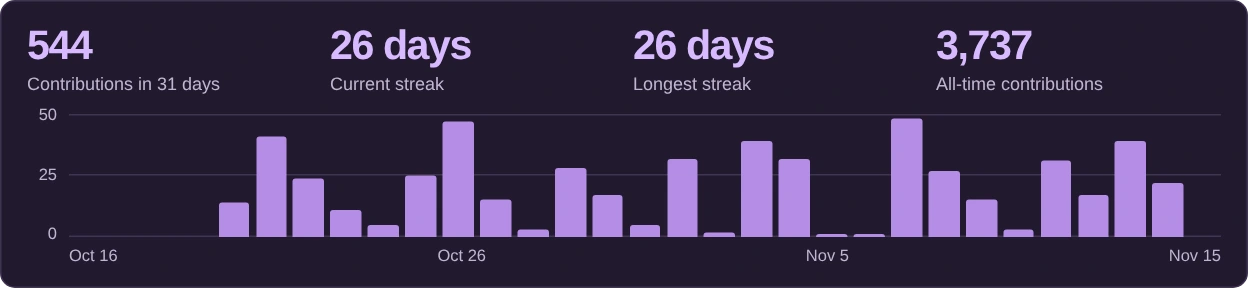 544
26 days
26 days
3,737
Contributions in 31 days
Current streak
Longest streak
All-time contributions
50
25
0
Oct 16
Oct 26
Nov 5
Nov 15